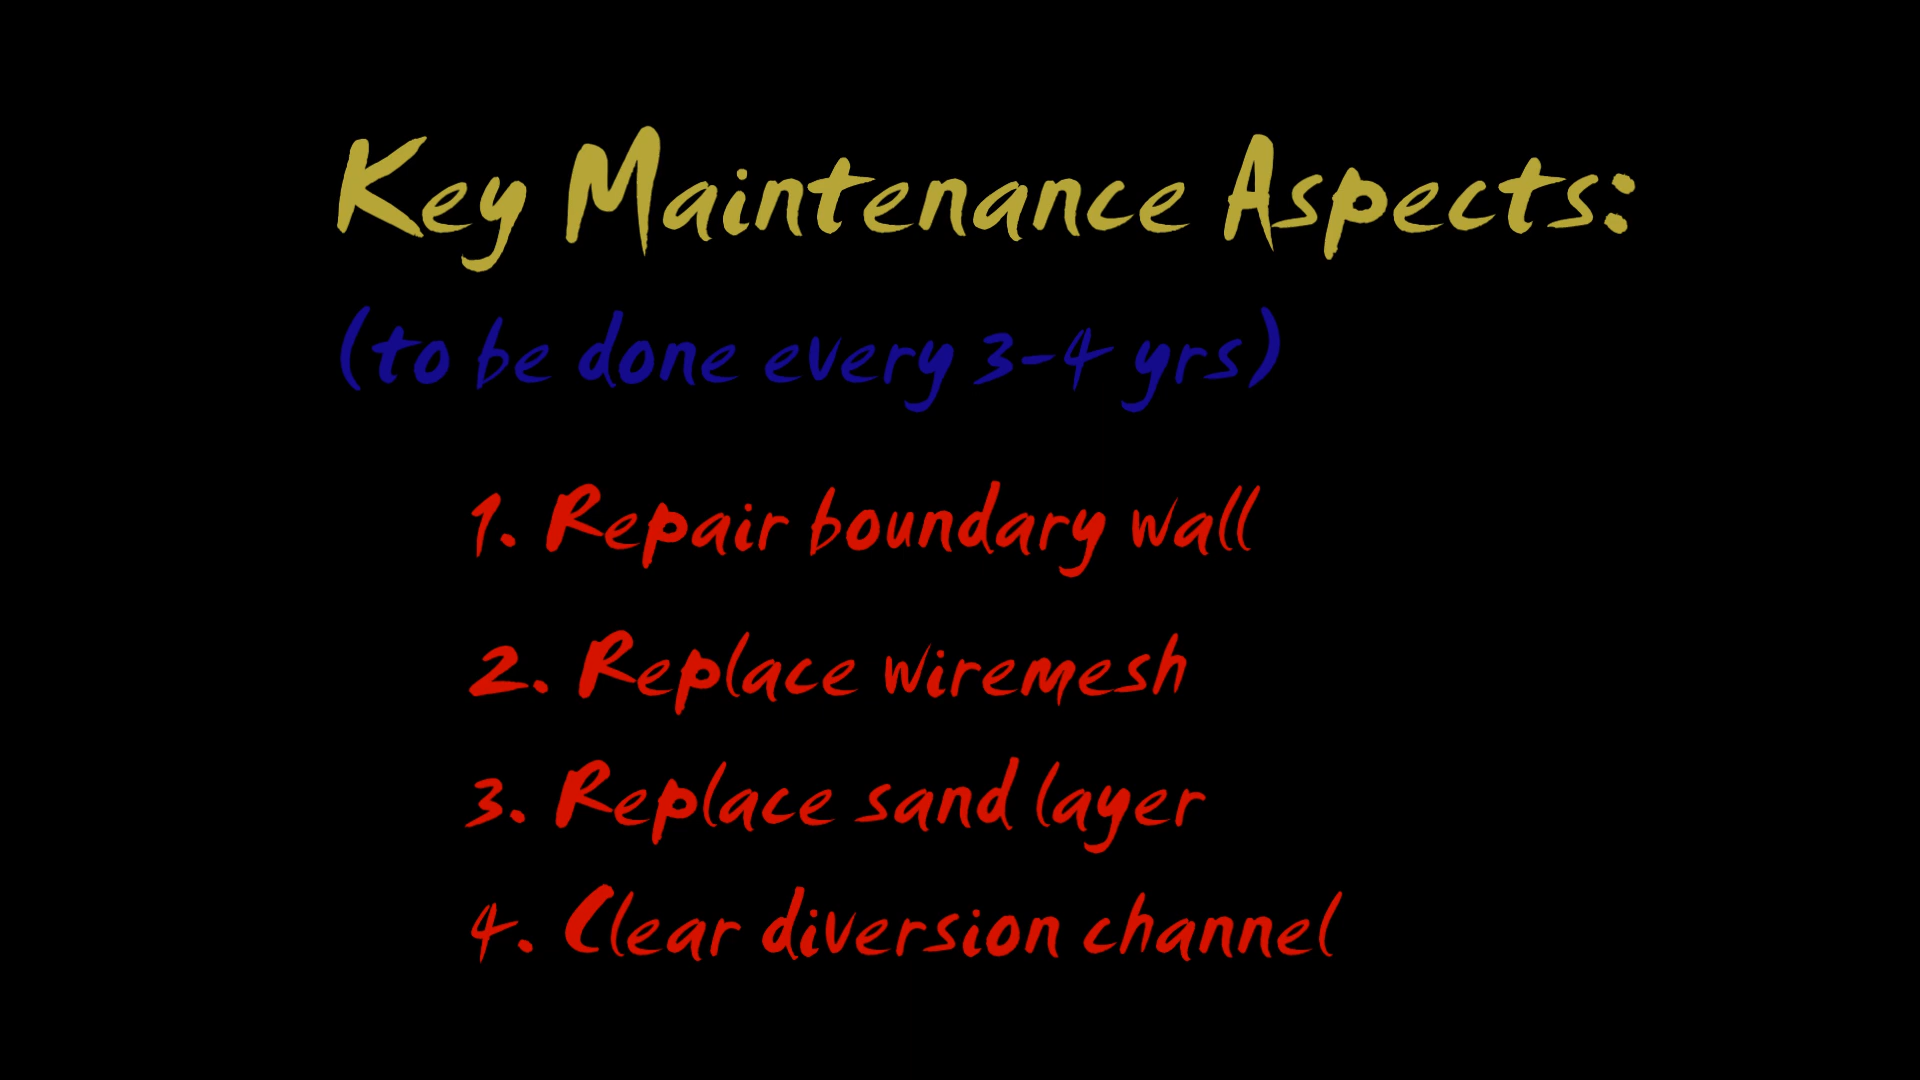 Key Maintenance Aspects:
(to be done every 3-4 yrs)
1. Repair boundary wall
2. Replace wiremesh
3. Replace sand layer
4. Clear diversion channel